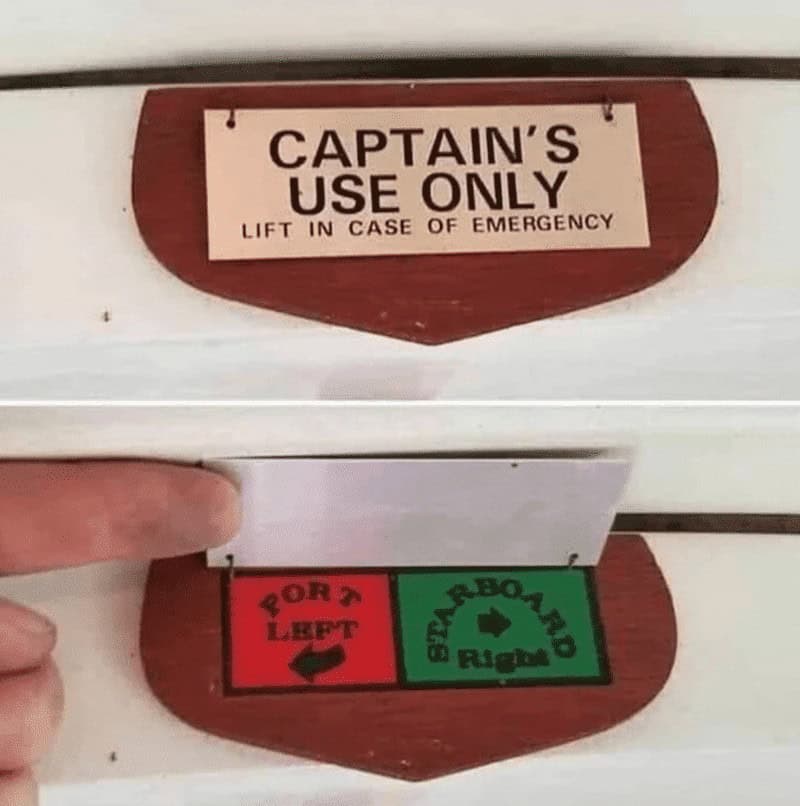 CAPTAIN'S
USE ONLY
LIFT IN CASE OF EMERGENCY
PORT
LEFT
STARBOARD
Right